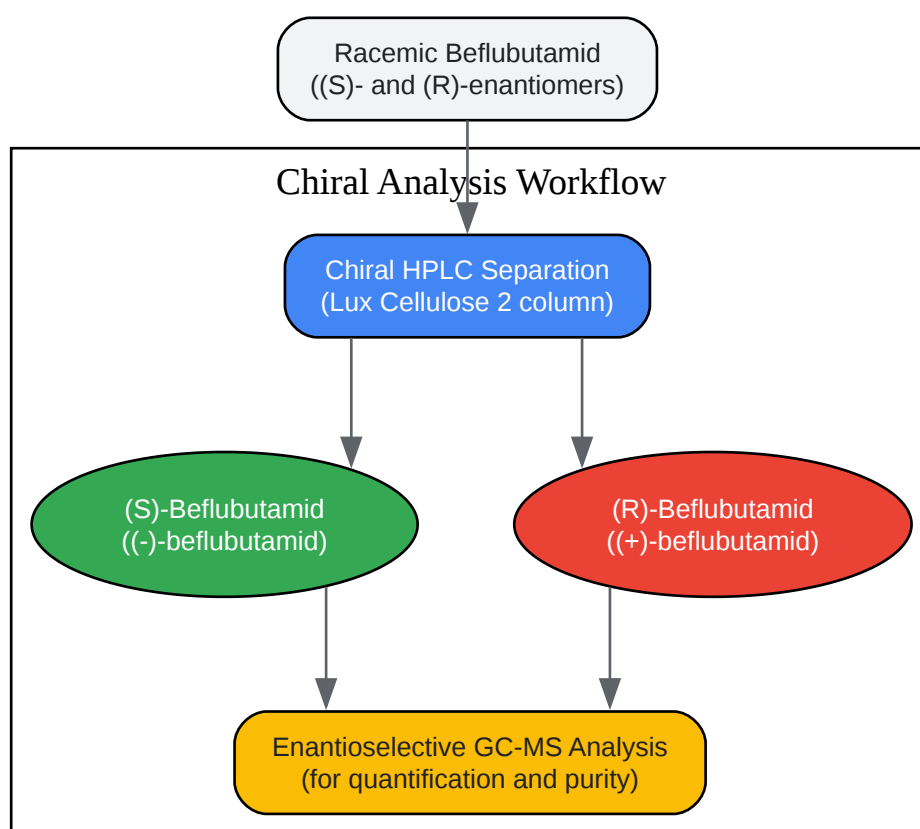 Racemic Beflubutamid
((S)- and (R)-enantiomers)
Chiral Analysis Workflow
Chiral HPLC Separation
(Lux Cellulose 2 column)
(S)-Beflubutamid
((-)-beflubutamid)
(R)-Beflubutamid
((+)-beflubutamid)
Enantioselective GC-MS Analysis
(for quantification and purity)